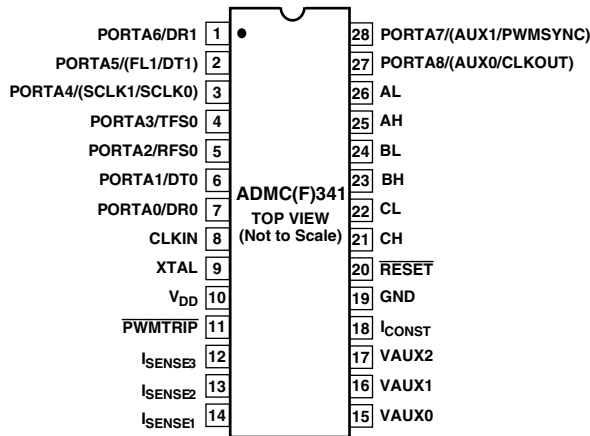 PORTA6/DR1 1
PORTA5/(FL1/DT1) 2
PORTA4/(SCLK1/SCLK0) 3
PORTA3/TFS0 4
PORTA2/RFS0 5
PORTA1/DT0 6
PORTA0/DR0 7
CLKIN 8
XTAL 9
VDD 10
PWMTRIP 11
ISENSE3 12
ISENSE2 13
ISENSE1 14
ADMC(F)341
TOP VIEW
(Not to Scale)
28 PORTA7/(AUX1/PWMSYNC)
27 PORTA8/(AUX0/CLKOUT)
26 AL
25 AH
24 BL
23 BH
22 CL
21 CH
20 RESET
19 GND
18 ICONST
17 VAUX2
16 VAUX1
15 VAUX0